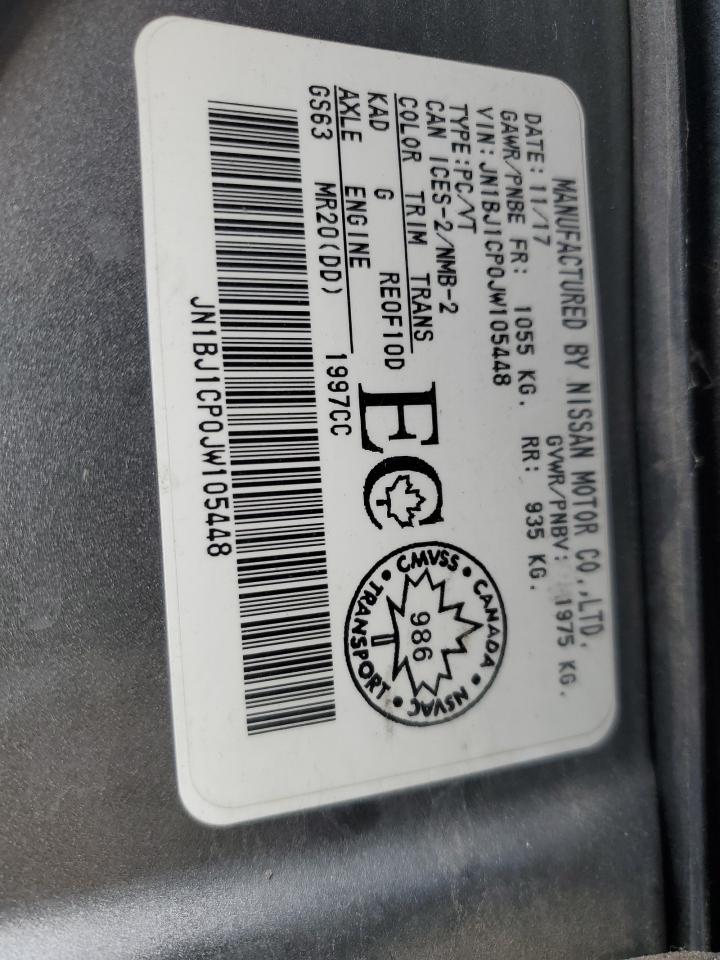 MANUFACTURED BY NISSAN MOTOR CO.,LTD.
DATE: 11/17 GVWR/PNBV: 1975 KG.
GAWR/PNBE FR: 1055 KG. RR: 935 KG.
VIN: JN1BJ1CP0JW105448
TYPE:PC/VT
CAN ICES-2/NMB-2
COLOR TRIM TRANS
KAD G RE0F10D
AXLE ENGINE
GS63 MR20(DD) 1997CC
EC
CMVSS • CANADA • NSVAC • TRANSPORT •
986
JN1BJ1CP0JW105448